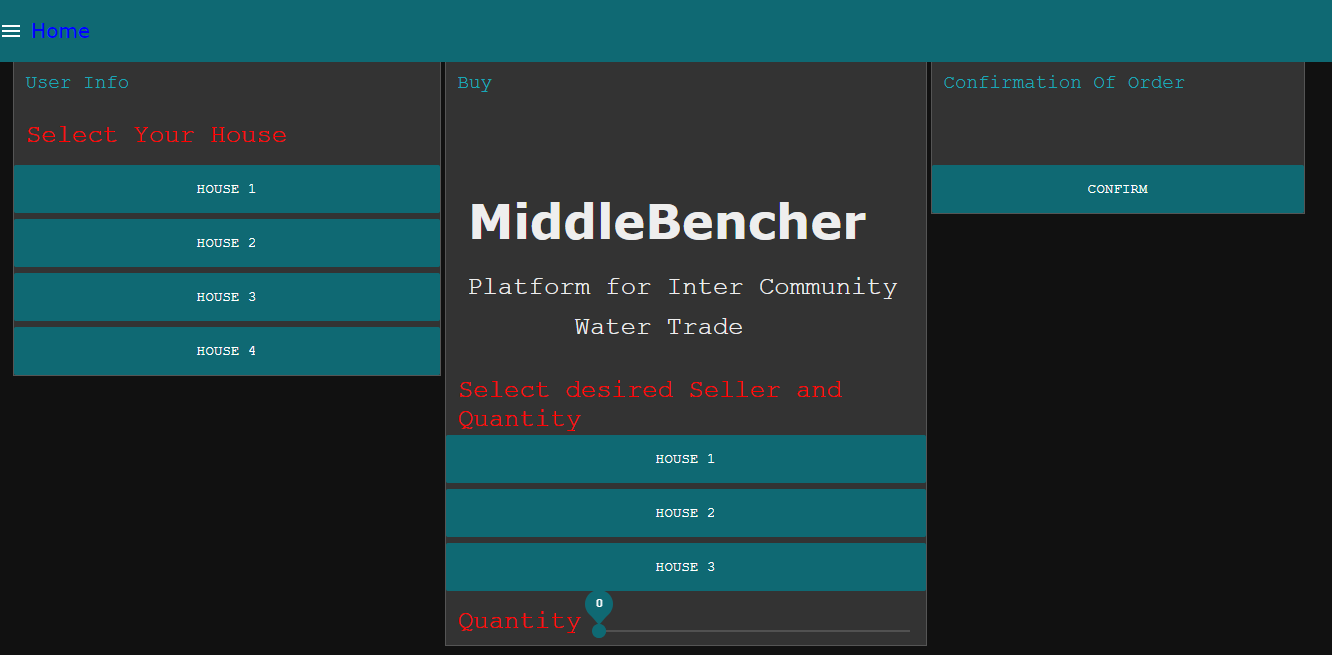 Home
User Info
Select Your House
HOUSE 1
HOUSE 2
HOUSE 3
HOUSE 4
Buy
MiddleBencher
Platform for Inter Community
Water Trade
Select desired Seller and
Quantity
HOUSE 1
HOUSE 2
HOUSE 3
Quantity
0
Confirmation Of Order
CONFIRM